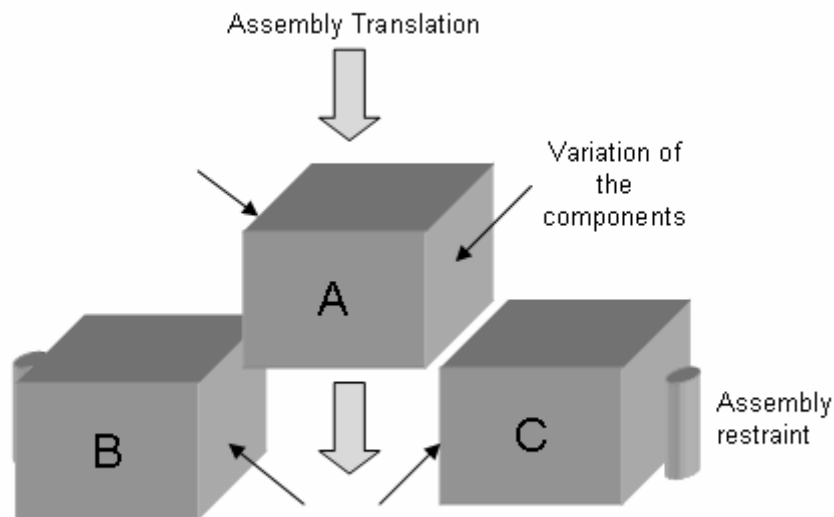 Assembly Translation
Variation of
the
components
A
B
C
Assembly
restraint